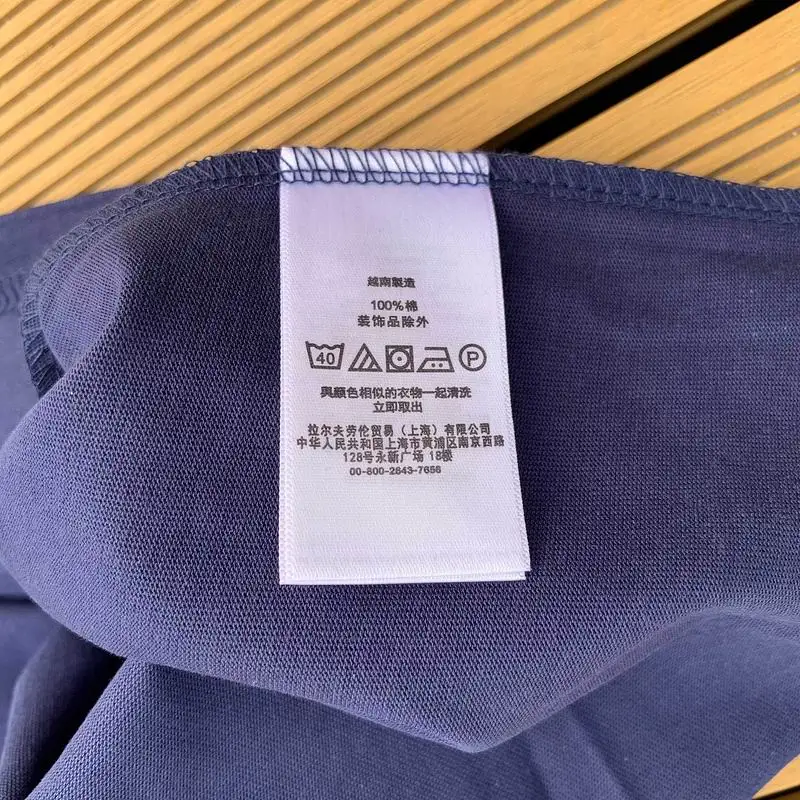 越南製造
100%棉
装饰品除外
40 P
與顏色相似的衣物一起清洗
立即取出
拉尔夫劳伦贸易（上海）有限公司
中华人民共和国上海市黄浦区南京西路
128号永新广场 18楼
00-800-2843-7656